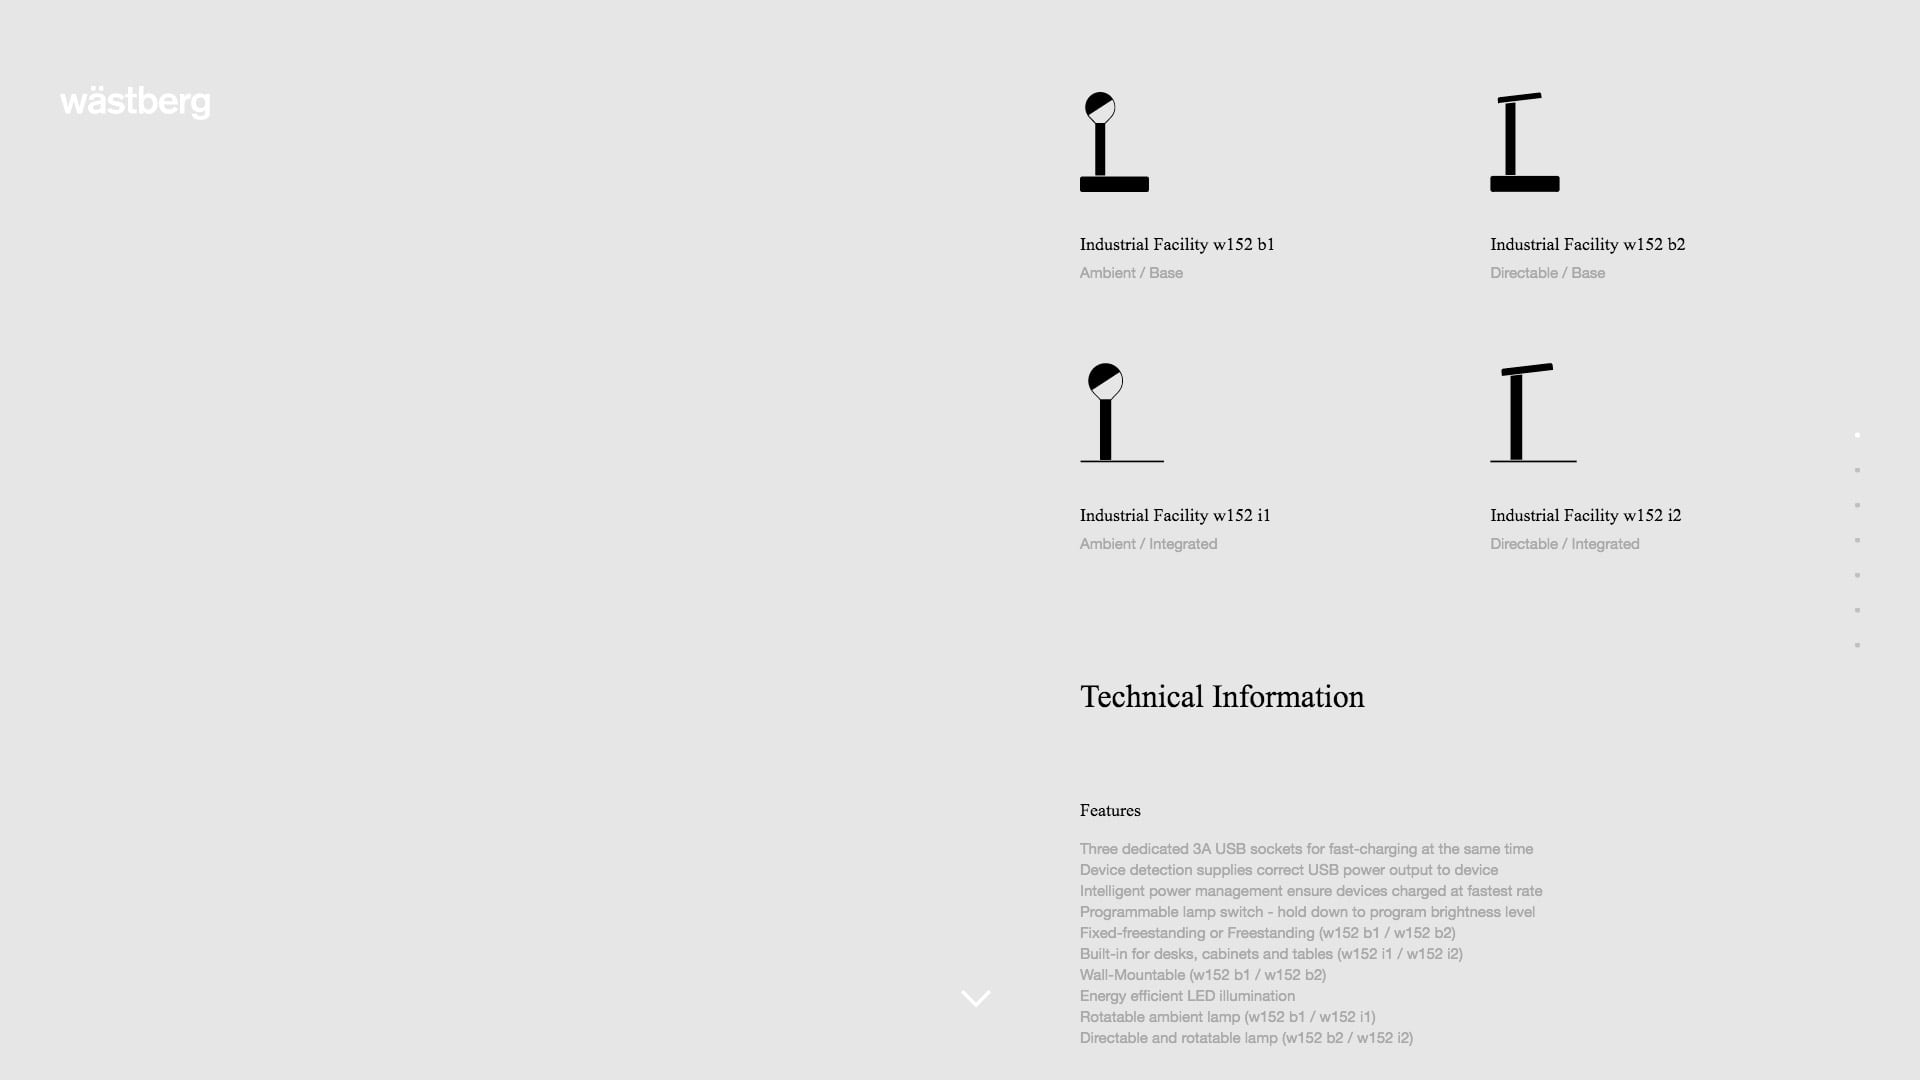 wästberg
Industrial Facility w152 b1
Ambient / Base
Industrial Facility w152 b2
Directable / Base
Industrial Facility w152 i1
Ambient / Integrated
Industrial Facility w152 i2
Directable / Integrated
Technical Information
Features
Three dedicated 3A USB sockets for fast-charging at the same time
Device detection supplies correct USB power output to device
Intelligent power management ensure devices charged at fastest rate
Programmable lamp switch - hold down to program brightness level
Fixed-freestanding or Freestanding (w152 b1 / w152 b2)
Built-in for desks, cabinets and tables (w152 i1 / w152 i2)
Wall-Mountable (w152 b1 / w152 b2)
Energy efficient LED illumination
Rotatable ambient lamp (w152 b1 / w152 i1)
Directable and rotatable lamp (w152 b2 / w152 i2)